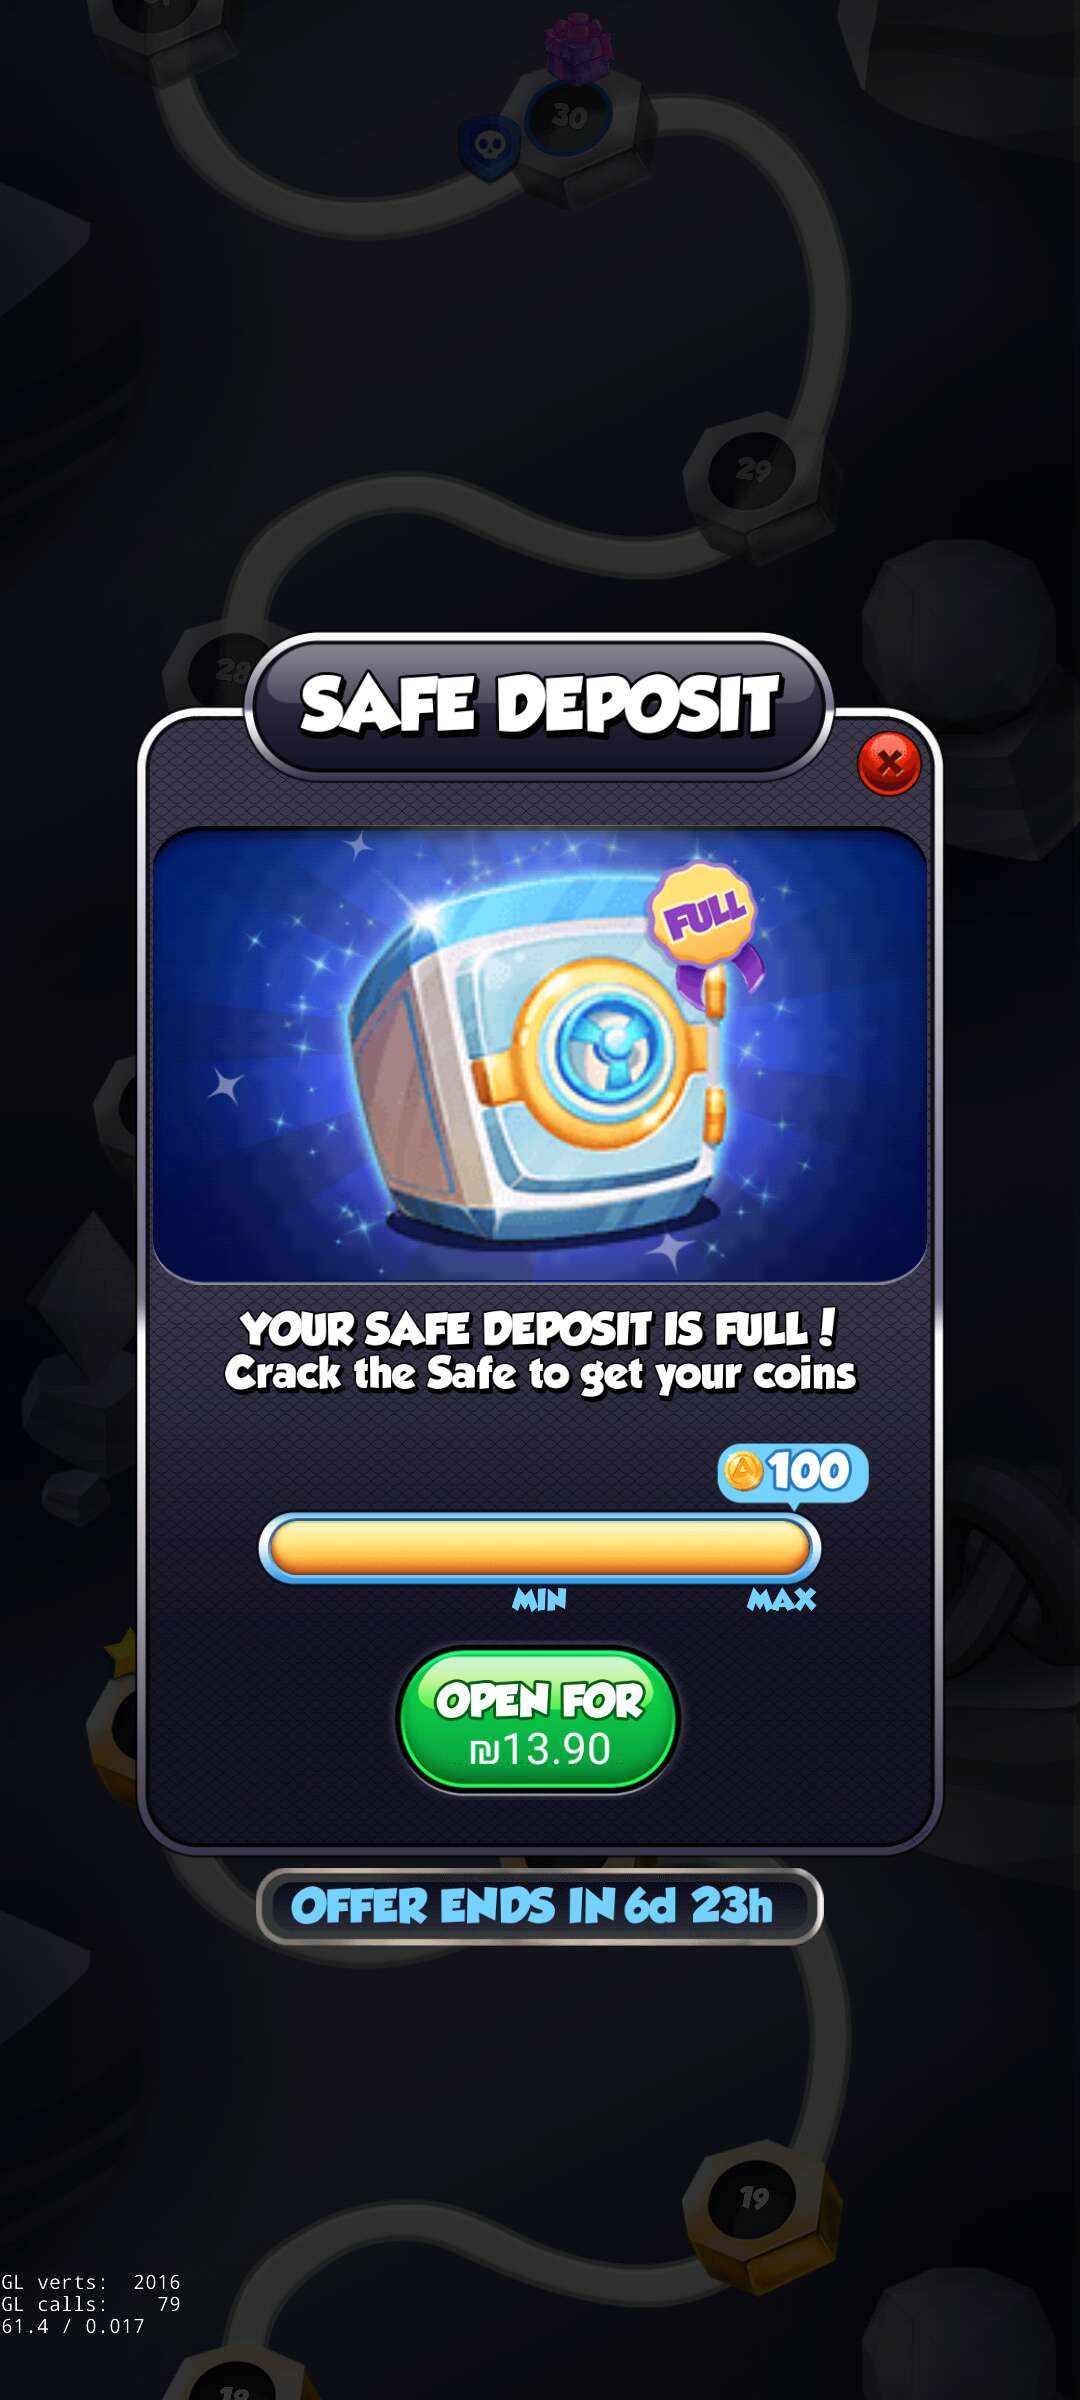 30
29
28
SAFE DEPOSIT
FULL
YOUR SAFE DEPOSIT IS FULL!
Crack the Safe to get your coins
100
MIN MAX
OPEN FOR
₪13.90
OFFER ENDS IN 6d 23h
19
GL verts: 2016
GL calls: 79
61.4 / 0.017
18